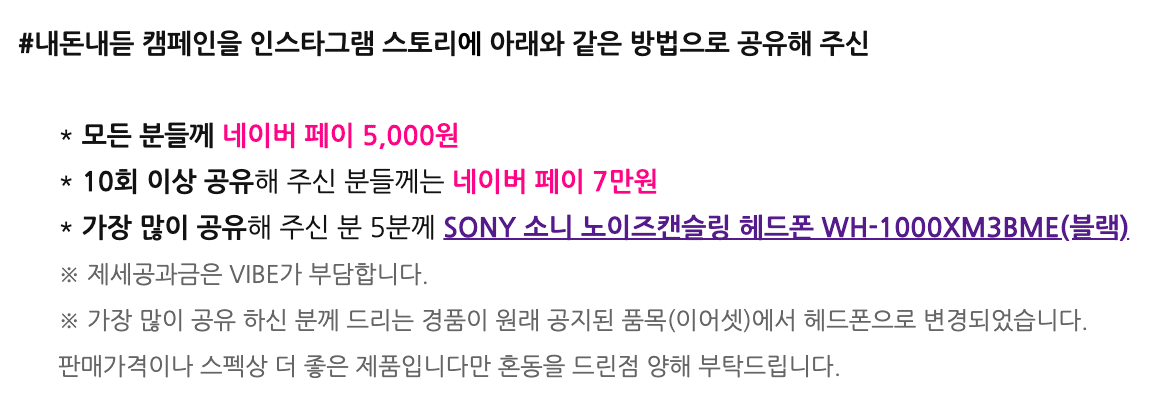 #내돈내듣 캠페인을 인스타그램 스토리에 아래와 같은 방법으로 공유해 주신
* 모든 분들께 네이버 페이 5,000원
* 10회 이상 공유해 주신 분들께는 네이버 페이 7만원
* 가장 많이 공유해 주신 분 5분께 SONY 소니 노이즈캔슬링 헤드폰 WH-1000XM3BME(블랙)
※ 제세공과금은 VIBE가 부담합니다.
※ 가장 많이 공유 하신 분께 드리는 경품이 원래 공지된 품목(이어셋)에서 헤드폰으로 변경되었습니다.
판매가격이나 스펙상 더 좋은 제품입니다만 혼동을 드린점 양해 부탁드립니다.